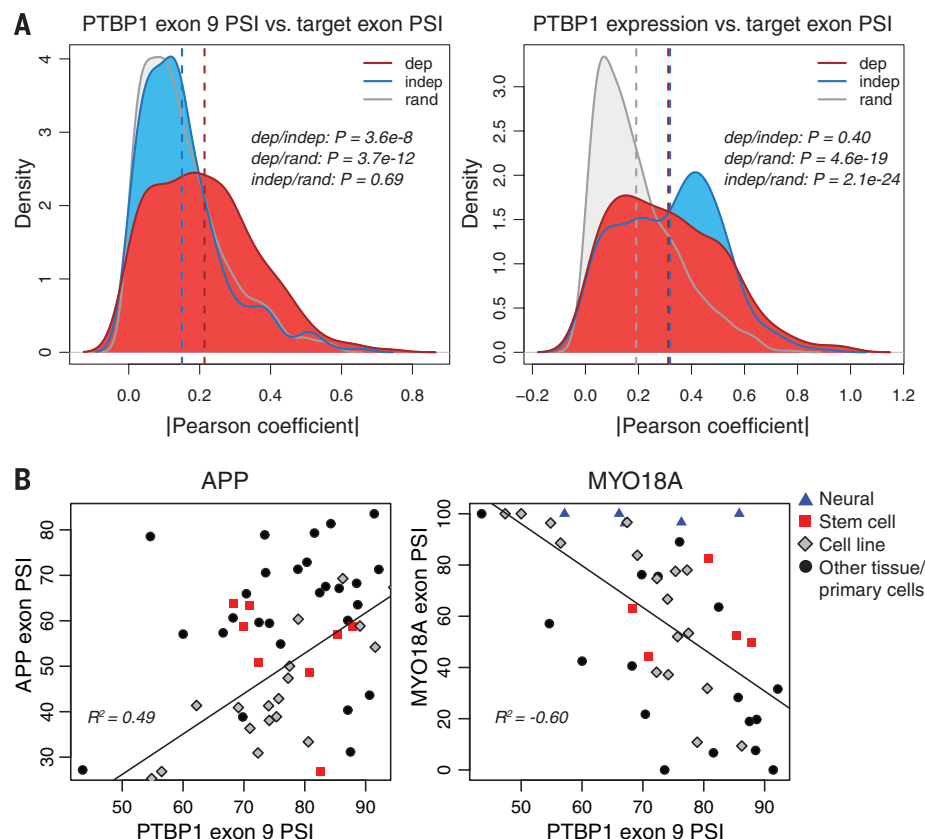 A
PTBP1 exon 9 PSI vs. target exon PSI
Density
0
1
2
3
4
dep
indep
rand
dep/indep: P = 3.6e-8
dep/rand: P = 3.7e-12
indep/rand: P = 0.69
0.0
0.2
0.4
0.6
0.8
|Pearson coefficient|
PTBP1 expression vs. target exon PSI
Density
0.0
0.5
1.0
1.5
2.0
2.5
3.0
dep
indep
rand
dep/indep: P = 0.40
dep/rand: P = 4.6e-19
indep/rand: P = 2.1e-24
−0.2
0.0
0.2
0.4
0.6
0.8
1.0
1.2
|Pearson coefficient|
B
APP
APP exon PSI
30
40
50
60
70
80
R² = 0.49
50
60
70
80
90
PTBP1 exon 9 PSI
MYO18A
MYO18A exon PSI
0
20
40
60
80
100
R² = -0.60
50
60
70
80
90
PTBP1 exon 9 PSI
Neural
Stem cell
Cell line
Other tissue/
primary cells